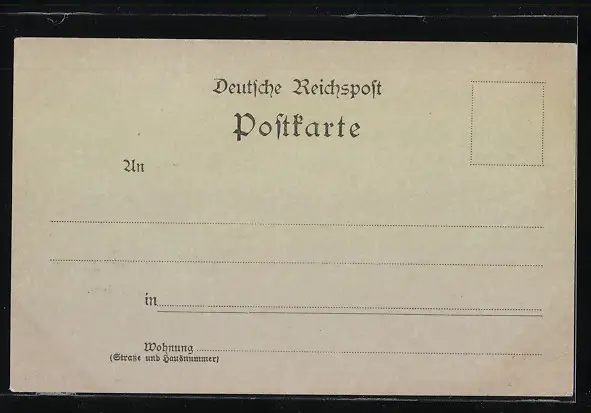 Deutſche Reichspoſt
Poſtkarte
An
in
Wohnung
(Straße und Hausnummer)